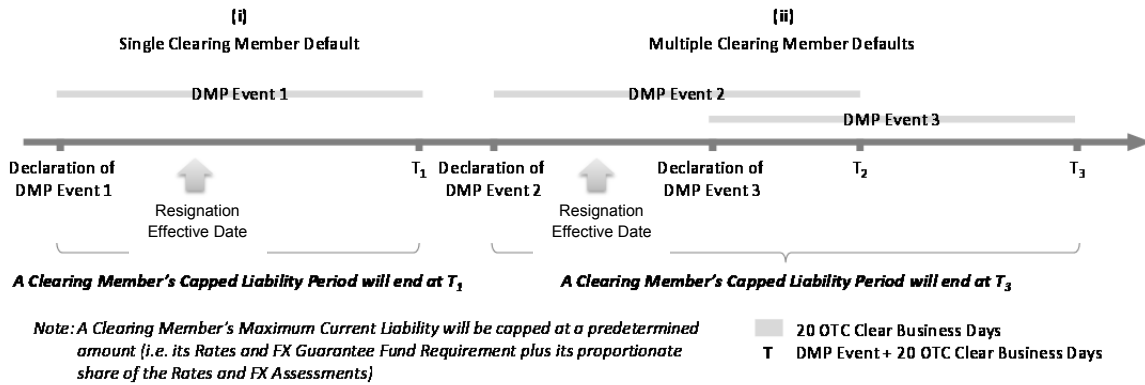 (i)
Single Clearing Member Default
(ii)
Multiple Clearing Member Defaults
DMP Event 1
DMP Event 2
DMP Event 3
Declaration of
DMP Event 1
T1
Declaration of
DMP Event 2
Declaration of
DMP Event 3
T2
T3
Resignation
Effective Date
Resignation
Effective Date
A Clearing Member's Capped Liability Period will end at T1
A Clearing Member's Capped Liability Period will end at T3
Note: A Clearing Member's Maximum Current Liability will be capped at a predetermined
amount (i.e. its Rates and FX Guarantee Fund Requirement plus its proportionate
share of the Rates and FX Assessments)
20 OTC Clear Business Days
T DMP Event + 20 OTC Clear Business Days